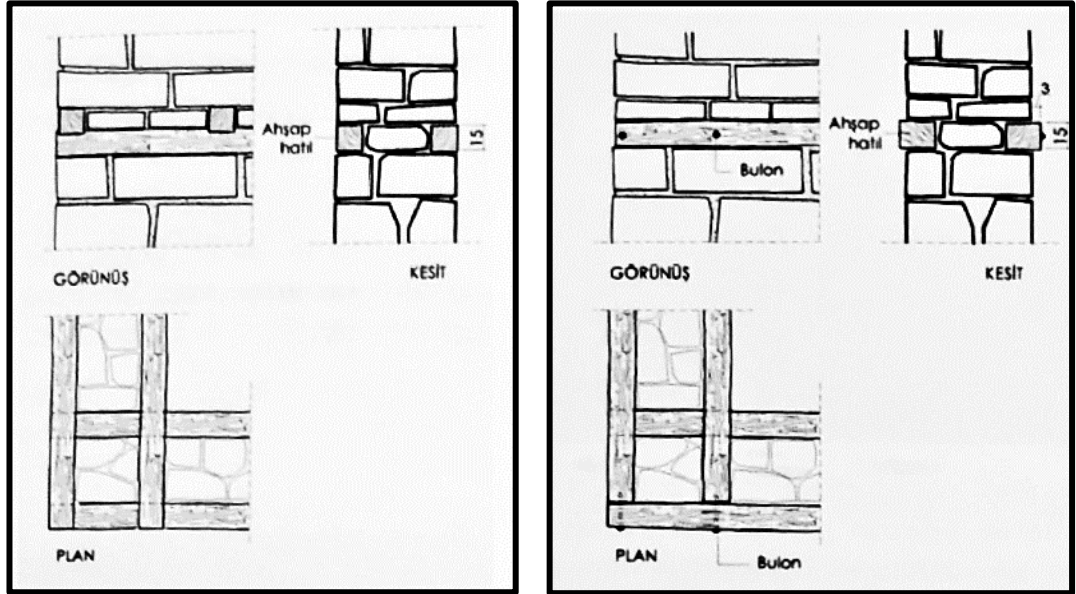 Ahşap
hatıl
15
GÖRÜNÜŞ
KESİT
PLAN
3
Ahşap
hatıl
15
Bulon
GÖRÜNÜŞ
KESİT
PLAN
Bulon